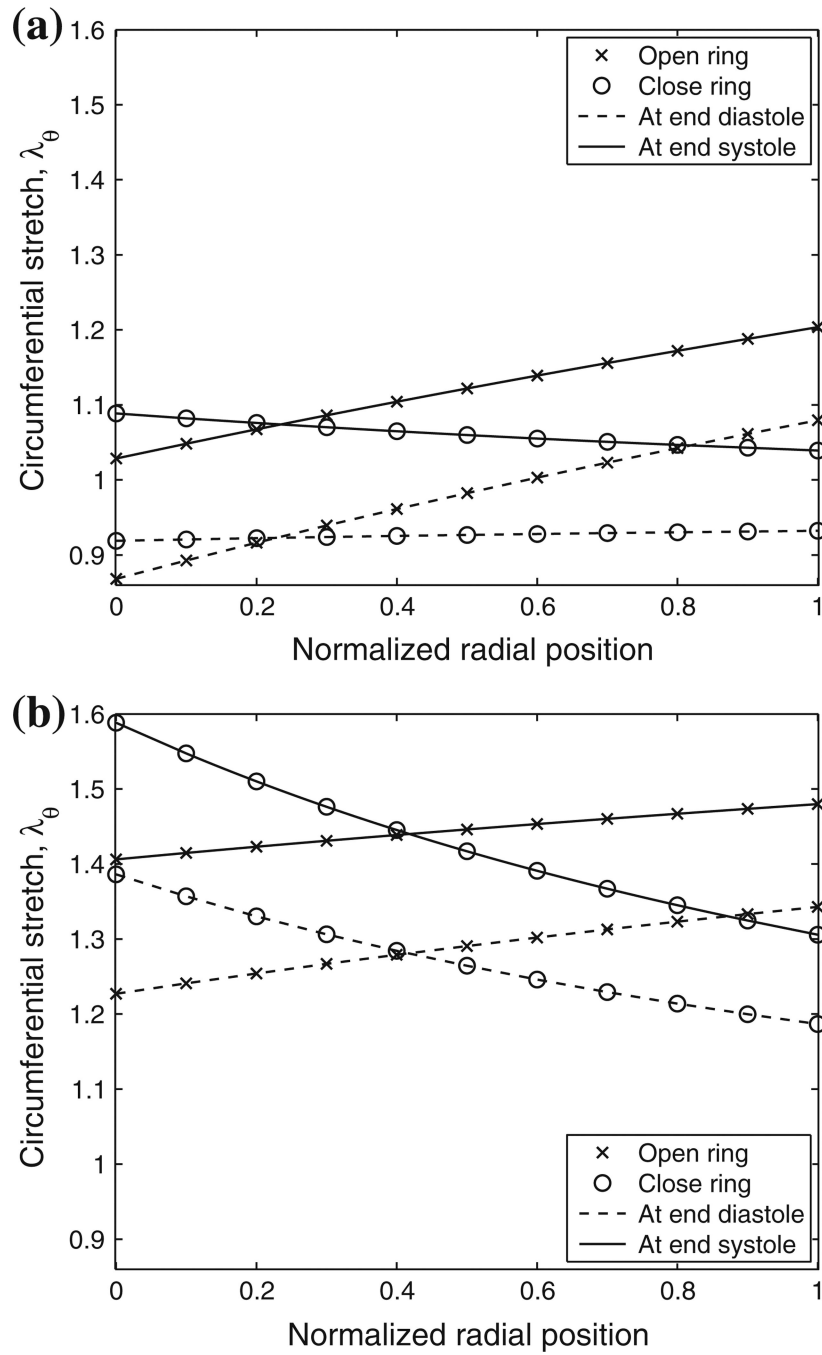 (a)
1.6
1.5
1.4
1.3
1.2
1.1
1
0.9
Circumferential stretch, λθ
Open ring
Close ring
At end diastole
At end systole
0 0.2 0.4 0.6 0.8 1
Normalized radial position
(b)
1.6
1.5
1.4
1.3
1.2
1.1
1
0.9
Circumferential stretch, λθ
Open ring
Close ring
At end diastole
At end systole
0 0.2 0.4 0.6 0.8 1
Normalized radial position